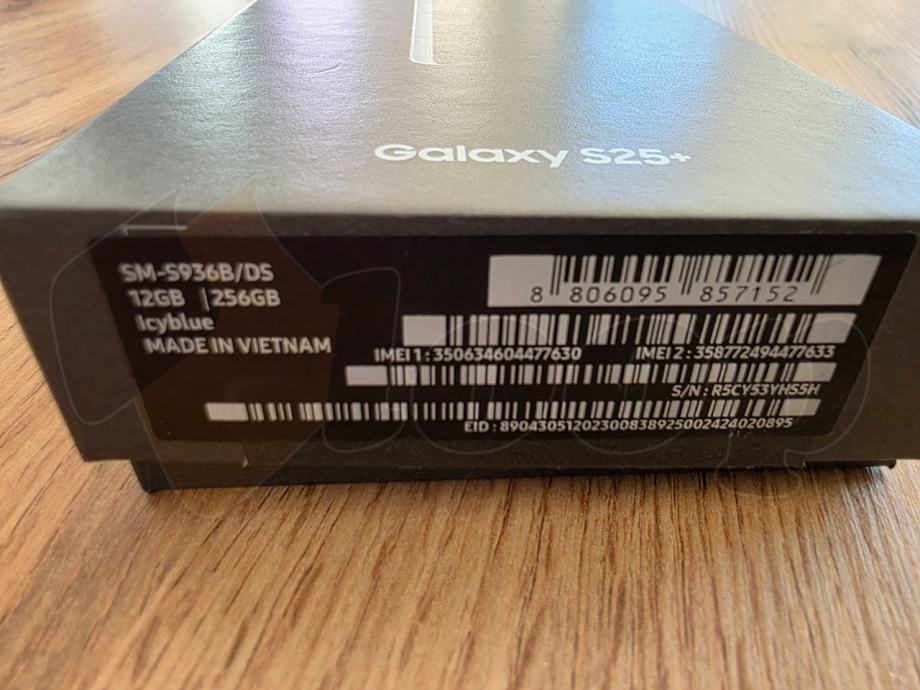 Galaxy S25+
SM-S936B/DS
12GB | 256GB
Icyblue
MADE IN VIETNAM
8 806095 857152
IMEI 1 : 350634604477630 IMEI 2 : 358772494477633
S/N : R5CY53YHS5H
EID : 89043051202300838925002424020895